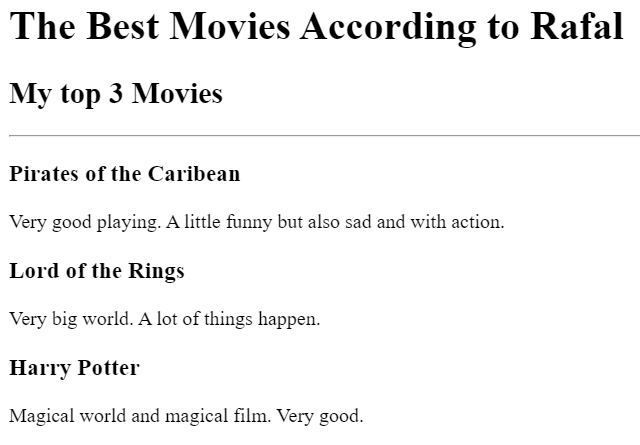 The Best Movies According to Rafal
My top 3 Movies
Pirates of the Caribean
Very good playing. A little funny but also sad and with action.
Lord of the Rings
Very big world. A lot of things happen.
Harry Potter
Magical world and magical film. Very good.